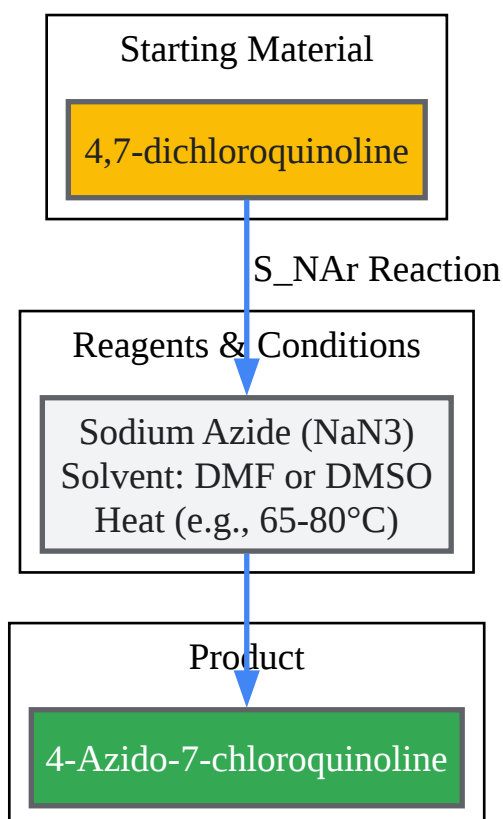 Starting Material
4,7-dichloroquinoline
S_NAr Reaction
Reagents & Conditions
Sodium Azide (NaN3)
Solvent: DMF or DMSO
Heat (e.g., 65-80°C)
Product
4-Azido-7-chloroquinoline